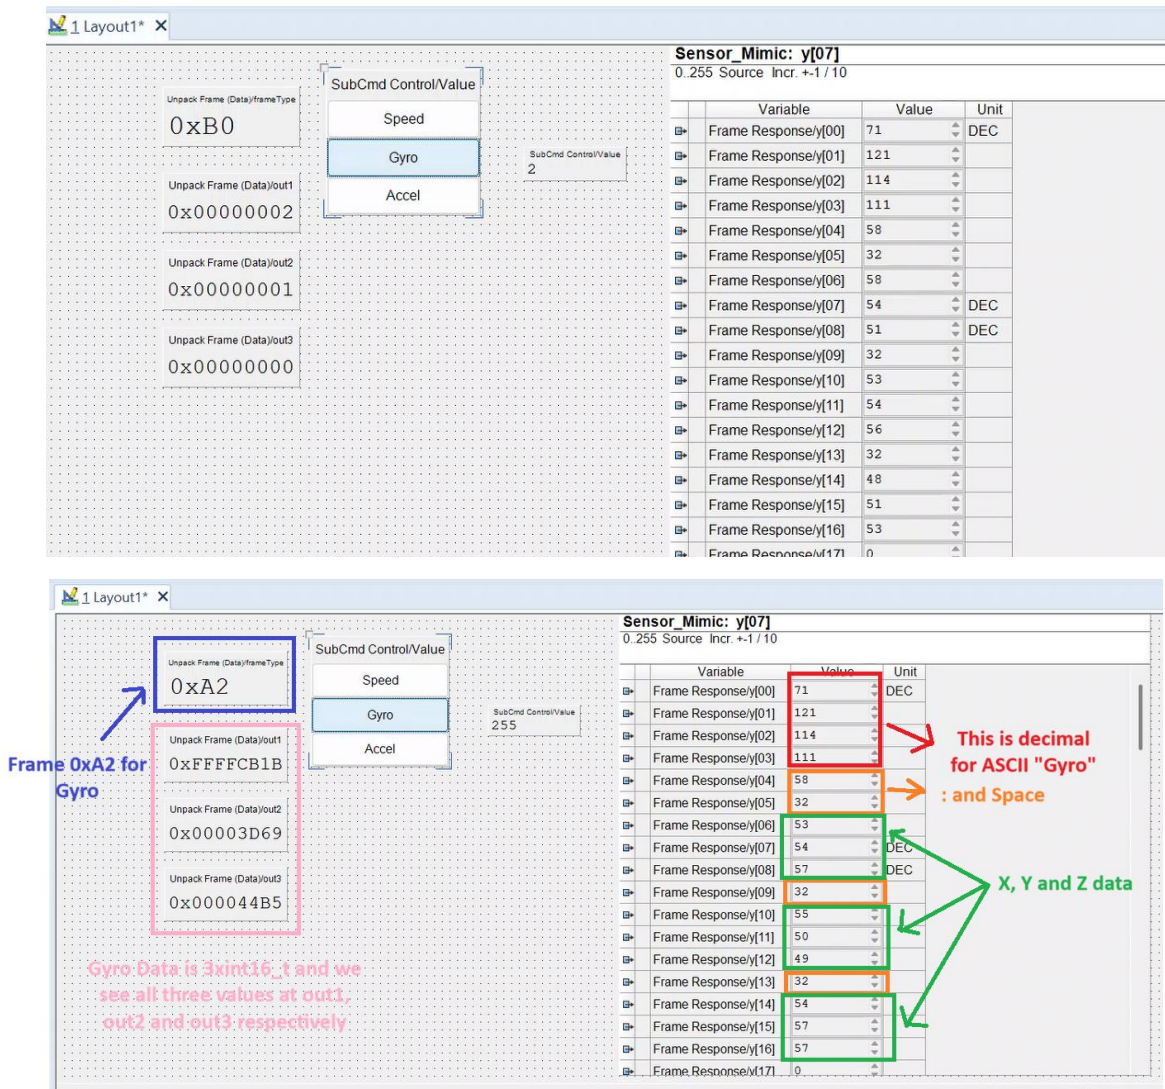 1 Layout1*
Unpack Frame (Data)/frameType
0xB0
Unpack Frame (Data)/out1
0x00000002
Unpack Frame (Data)/out2
0x00000001
Unpack Frame (Data)/out3
0x00000000
SubCmd Control/Value
Speed
Gyro
Accel
SubCmd Control/Value
2
Sensor_Mimic: y[07]
0..255 Source Incr. +-1 / 10
Variable Value Unit
Frame Response/y[00] 71 DEC
Frame Response/y[01] 121
Frame Response/y[02] 114
Frame Response/y[03] 111
Frame Response/y[04] 58
Frame Response/y[05] 32
Frame Response/y[06] 58
Frame Response/y[07] 54 DEC
Frame Response/y[08] 51 DEC
Frame Response/y[09] 32
Frame Response/y[10] 53
Frame Response/y[11] 54
Frame Response/y[12] 56
Frame Response/y[13] 32
Frame Response/y[14] 48
Frame Response/y[15] 51
Frame Response/y[16] 53
Frame Response/y[17] 0
1 Layout1*
Unpack Frame (Data)/frameType
0xA2
Frame 0xA2 for
Gyro
Unpack Frame (Data)/out1
0xFFFFCB1B
Unpack Frame (Data)/out2
0x00003D69
Unpack Frame (Data)/out3
0x000044B5
Gyro Data is 3xint16_t and we
see all three values at out1,
out2 and out3 respectively
SubCmd Control/Value
Speed
Gyro
Accel
SubCmd Control/Value
255
Sensor_Mimic: y[07]
0..255 Source Incr. +-1 / 10
Variable Value Unit
Frame Response/y[00] 71 DEC
Frame Response/y[01] 121
Frame Response/y[02] 114
Frame Response/y[03] 111
Frame Response/y[04] 58
Frame Response/y[05] 32
Frame Response/y[06] 53
Frame Response/y[07] 54 DEC
Frame Response/y[08] 57 DEC
Frame Response/y[09] 32
Frame Response/y[10] 55
Frame Response/y[11] 50
Frame Response/y[12] 49
Frame Response/y[13] 32
Frame Response/y[14] 54
Frame Response/y[15] 57
Frame Response/y[16] 57
Frame Response/y[17] 0
This is decimal
for ASCII "Gyro"
: and Space
X, Y and Z data